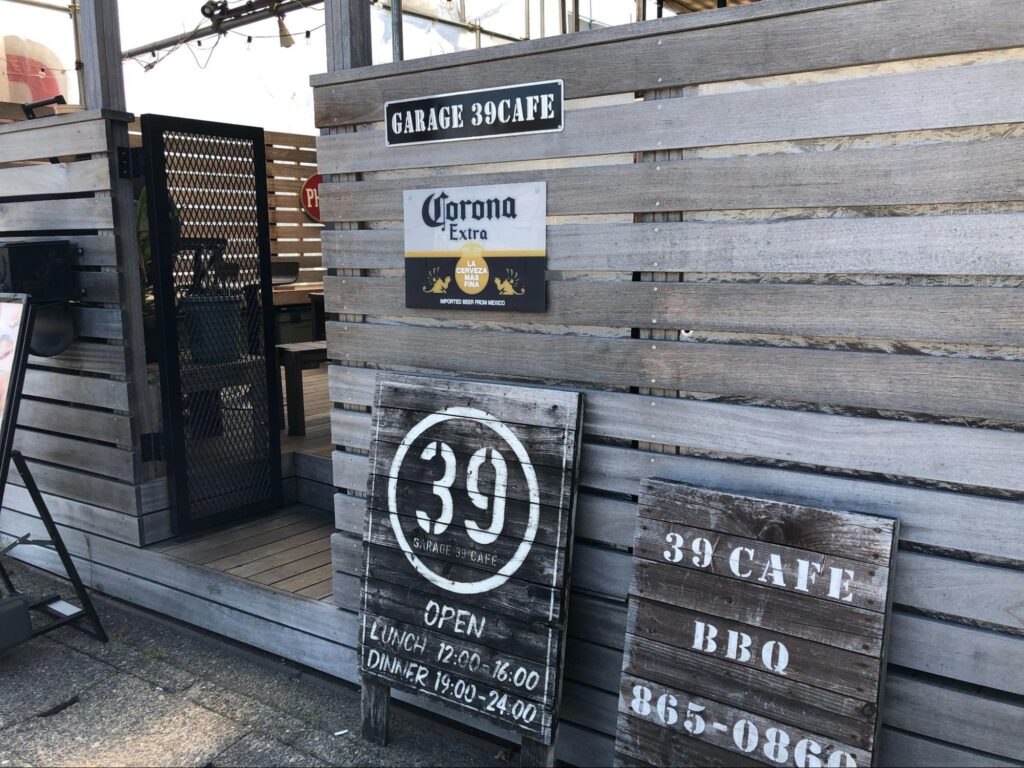 GARAGE 39CAFE
Corona
Extra
LA
CERVEZA
MAS
FINA
IMPORTED BEER FROM MEXICO
PH
39
GARAGE 39 CAFE
OPEN
LUNCH 12:00-16:00
DINNER 19:00-24:00
39 CAFE
BBQ
865-0860